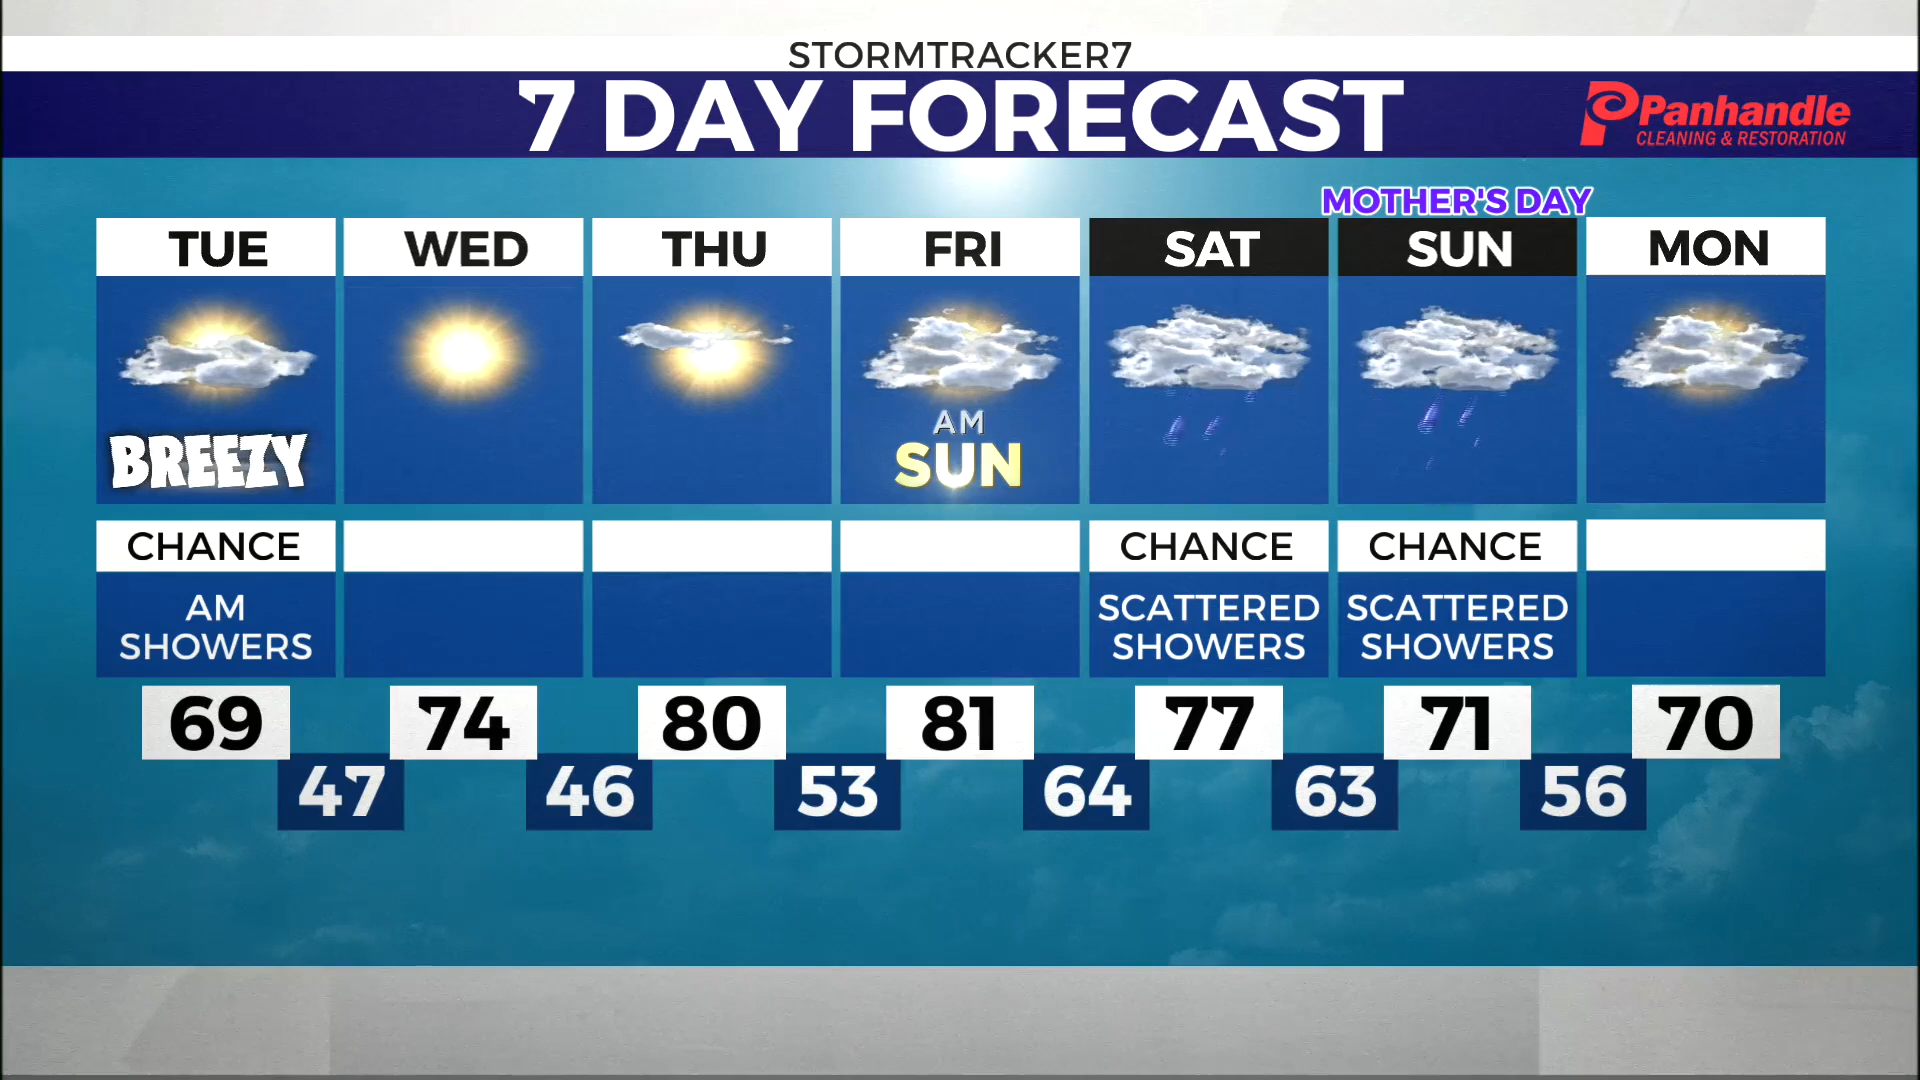 STORMTRACKER7
7 DAY FORECAST
Panhandle
CLEANING & RESTORATION
MOTHER'S DAY
TUE WED THU FRI SAT SUN MON
BREEZY
AM
SUN
CHANCE CHANCE CHANCE
AM SCATTERED SCATTERED
SHOWERS SHOWERS SHOWERS
69 74 80 81 77 71 70
47 46 53 64 63 56